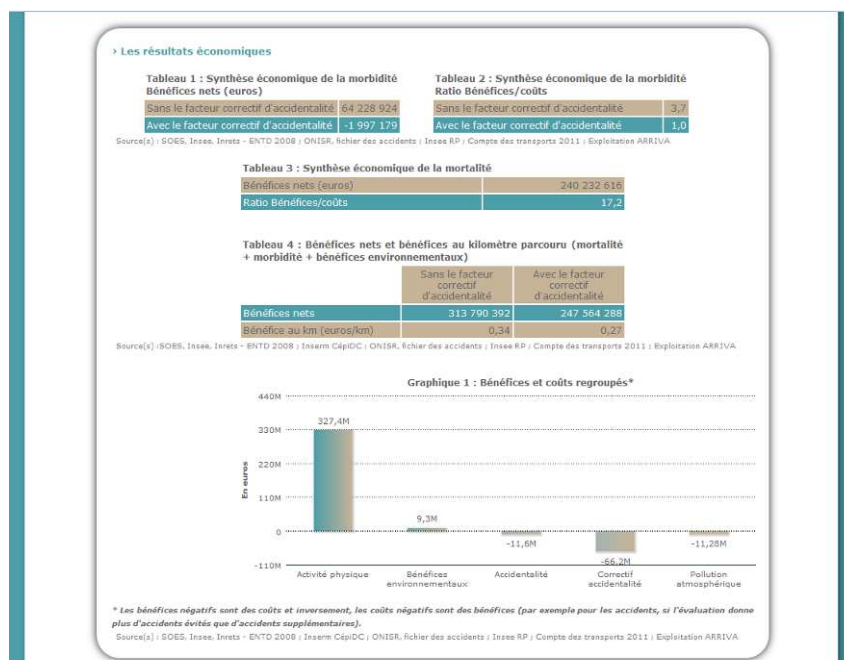 › Les résultats économiques
Tableau 1 : Synthèse économique de la morbidité
Bénéfices nets (euros)
Sans le facteur correctif d'accidentalité 64 228 924
Avec le facteur correctif d'accidentalité -1 997 179
Tableau 2 : Synthèse économique de la morbidité
Ratio Bénéfices/coûts
Sans le facteur correctif d'accidentalité 3,7
Avec le facteur correctif d'accidentalité 1,0
Source(s) : SOES, Insee, Inrets - ENTD 2008 ; ONISR, fichier des accidents ; Insee RP ; Compte des transports 2011 ; Exploitation ARRIVA
Tableau 3 : Synthèse économique de la mortalité
Bénéfices nets (euros) 240 232 616
Ratio Bénéfices/coûts 17,2
Tableau 4 : Bénéfices nets et bénéfices au kilomètre parcouru (mortalité
+ morbidité + bénéfices environnementaux)
Sans le facteur
correctif
d'accidentalité
Avec le facteur
correctif
d'accidentalité
Bénéfices nets 313 790 392 247 564 288
Bénéfice au km (euros/km) 0,34 0,27
Source(s) :SOES, Insee, Inrets - ENTD 2008 ; Inserm CépiDC ; ONISR, fichier des accidents ; Insee RP ; Compte des transports 2011 ; Exploitation ARRIVA
Graphique 1 : Bénéfices et coûts regroupés*
440M
330M
220M
110M
0
-110M
En euros
327,4M
9,3M
-11,6M
-66,2M
-11,28M
Activité physique
Bénéfices
environnementaux
Accidentalité
Correctif
accidentalité
Pollution
atmosphérique
* Les bénéfices négatifs sont des coûts et inversement, les coûts négatifs sont des bénéfices (par exemple pour les accidents, si l'évaluation donne
plus d'accidents évités que d'accidents supplémentaires).
Source(s) : SOES, Insee, Inrets - ENTD 2008 ; Inserm CépiDC ; ONISR, fichier des accidents ; Insee RP ; Compte des transports 2011 ; Exploitation ARRIVA